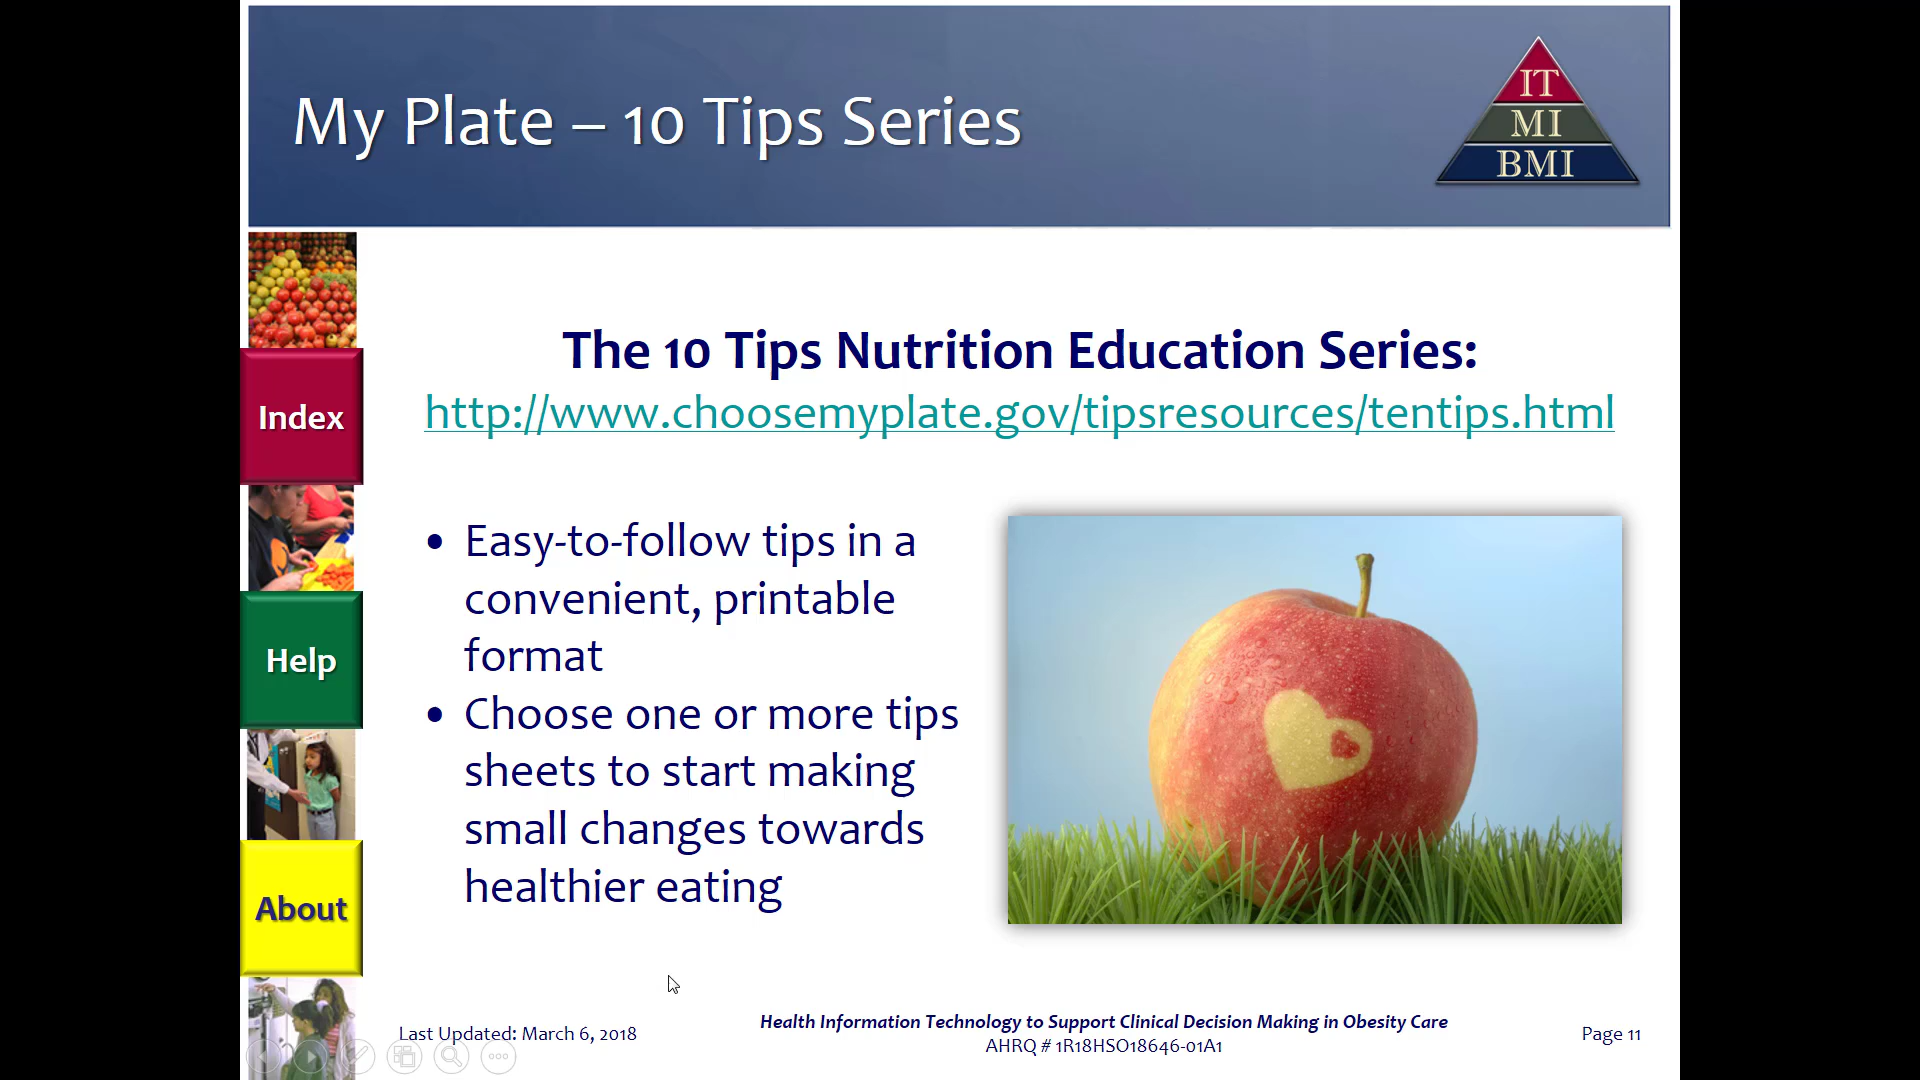 My Plate – 10 Tips Series
IT
MI
BMI
The 10 Tips Nutrition Education Series:
http://www.choosemyplate.gov/tipsresources/tentips.html
Index
Help
About
• Easy-to-follow tips in a
convenient, printable
format
• Choose one or more tips
sheets to start making
small changes towards
healthier eating
Last Updated: March 6, 2018
Health Information Technology to Support Clinical Decision Making in Obesity Care
AHRQ # 1R18HSO18646-01A1
Page 11